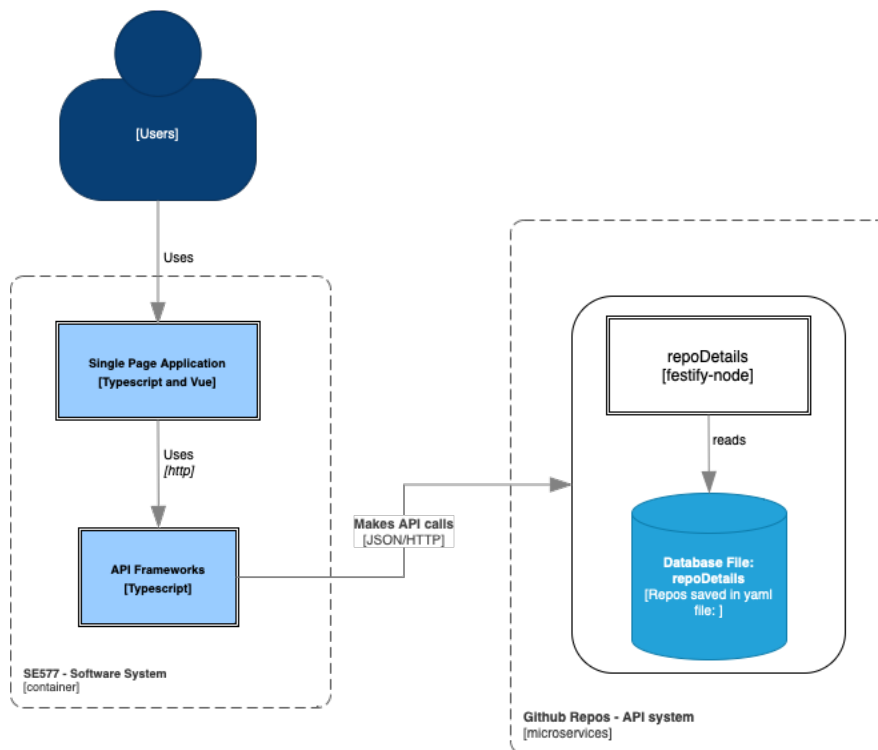 [Users]
Uses
Single Page Application
[Typescript and Vue]
Uses
[http]
API Frameworks
[Typescript]
SE577 - Software System
[container]
Makes API calls
[JSON/HTTP]
repoDetails
[festify-node]
reads
Database File:
repoDetails
[Repos saved in yaml
file: ]
Github Repos - API system
[microservices]